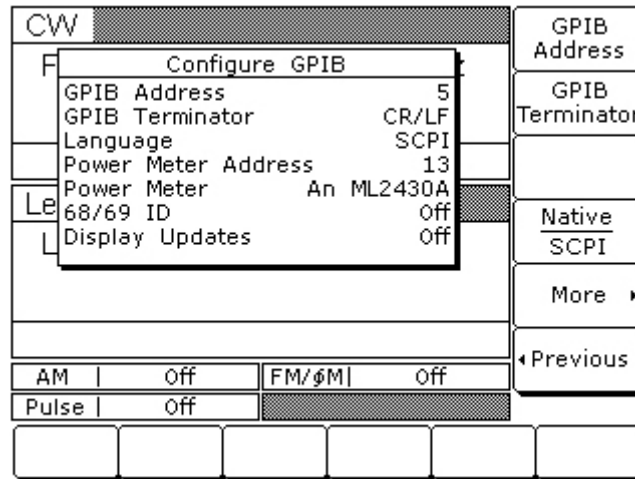 CW
F
Configure GPIB
GPIB Address 5
GPIB Terminator CR/LF
Language SCPI
Power Meter Address 13
Power Meter An ML2430A
68/69 ID Off
Display Updates Off
Le
L
AM | Off
FM/ϕM| Off
Pulse | Off
GPIB
Address
GPIB
Terminator
Native
SCPI
More
Previous